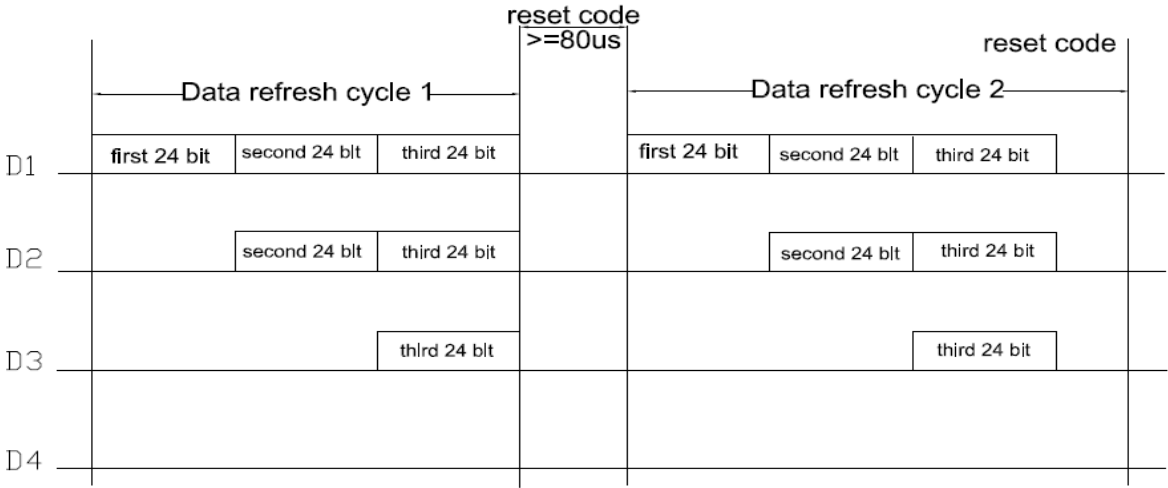 reset code
>=80us
reset code
Data refresh cycle 1
Data refresh cycle 2
D1 first 24 bit second 24 blt third 24 bit first 24 bit second 24 blt third 24 bit
D2 second 24 blt third 24 bit second 24 blt third 24 bit
D3 thlrd 24 blt third 24 bit
D4